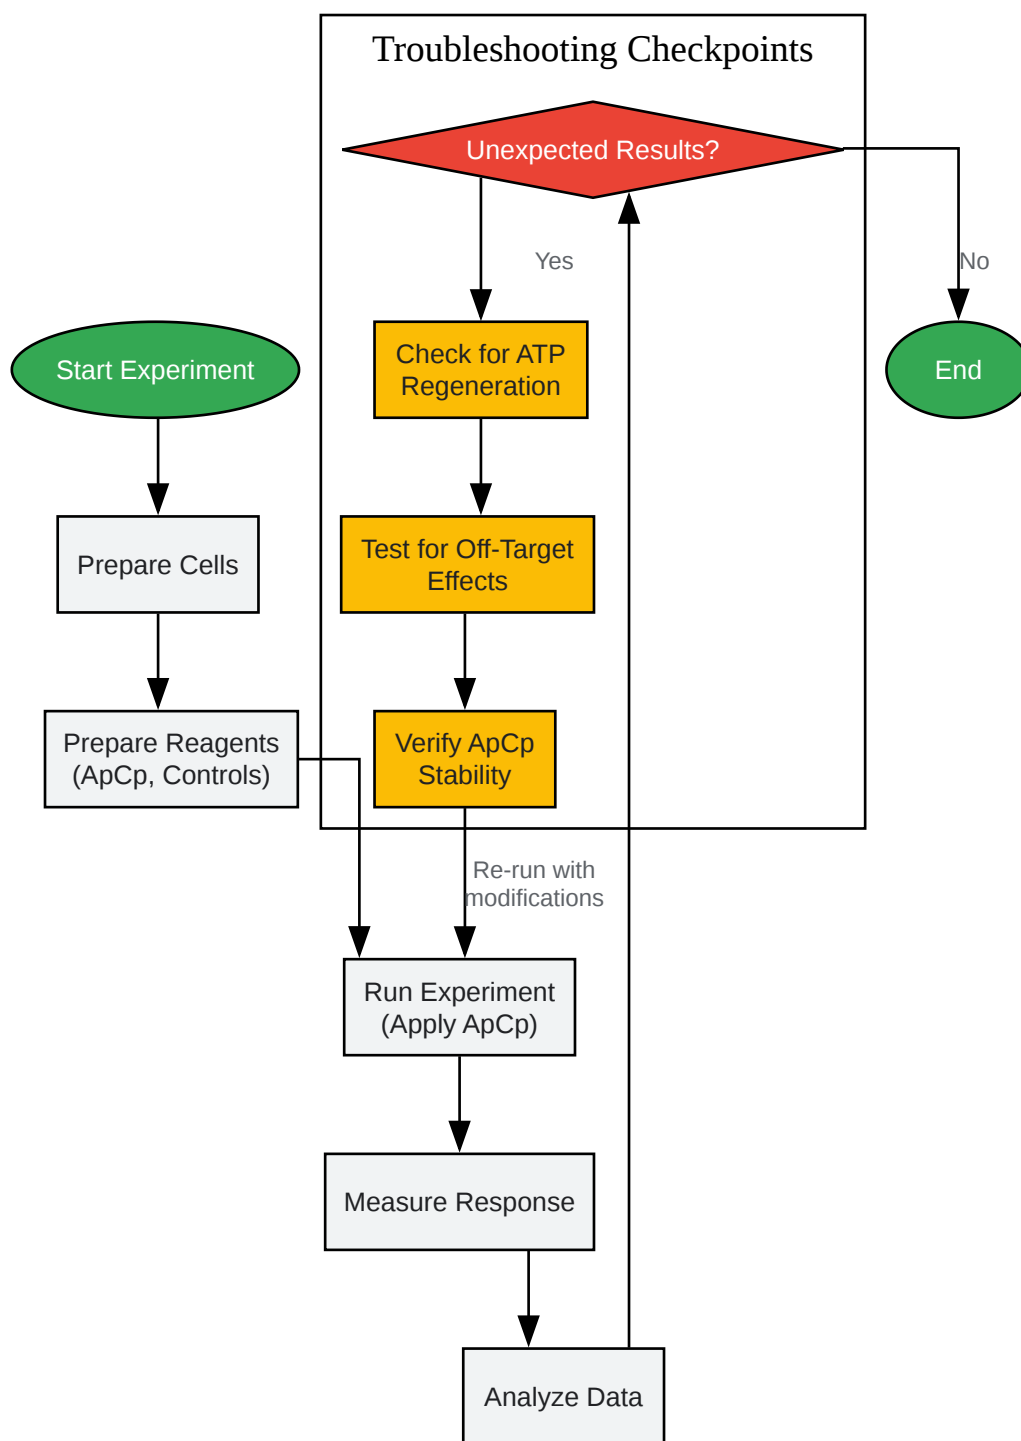 Troubleshooting Checkpoints
Unexpected Results?
Yes
No
Start Experiment
Check for ATP
Regeneration
End
Prepare Cells
Test for Off-Target
Effects
Prepare Reagents
(ApCp, Controls)
Verify ApCp
Stability
Re-run with
modifications
Run Experiment
(Apply ApCp)
Measure Response
Analyze Data